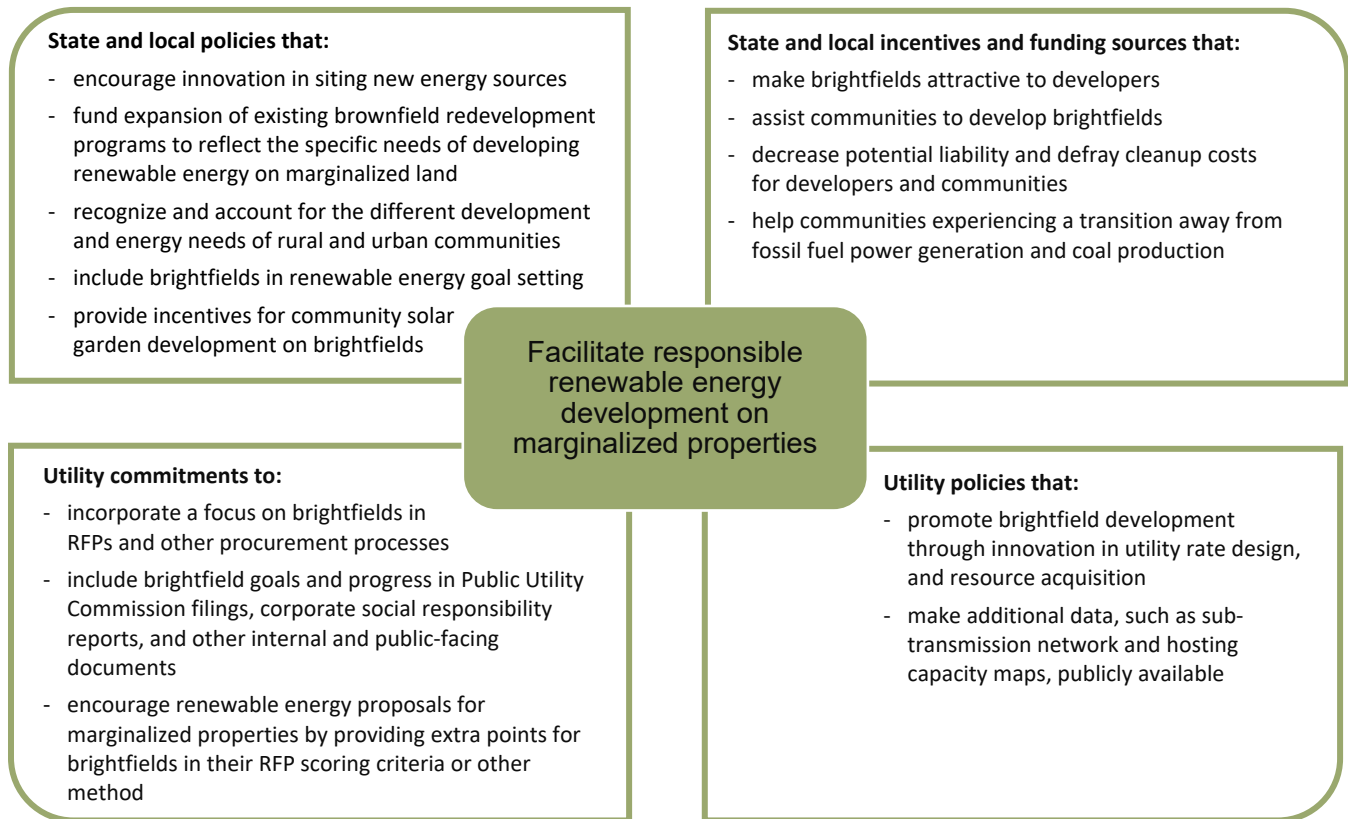 State and local policies that:
- encourage innovation in siting new energy sources
- fund expansion of existing brownfield redevelopment
programs to reflect the specific needs of developing
renewable energy on marginalized land
- recognize and account for the different development
and energy needs of rural and urban communities
- include brightfields in renewable energy goal setting
- provide incentives for community solar
garden development on brightfields
State and local incentives and funding sources that:
- make brightfields attractive to developers
- assist communities to develop brightfields
- decrease potential liability and defray cleanup costs
for developers and communities
- help communities experiencing a transition away from
fossil fuel power generation and coal production
Facilitate responsible
renewable energy
development on
marginalized properties
Utility commitments to:
- incorporate a focus on brightfields in
RFPs and other procurement processes
- include brightfield goals and progress in Public Utility
Commission filings, corporate social responsibility
reports, and other internal and public-facing
documents
- encourage renewable energy proposals for
marginalized properties by providing extra points for
brightfields in their RFP scoring criteria or other
method
Utility policies that:
- promote brightfield development
through innovation in utility rate design,
and resource acquisition
- make additional data, such as sub-
transmission network and hosting
capacity maps, publicly available